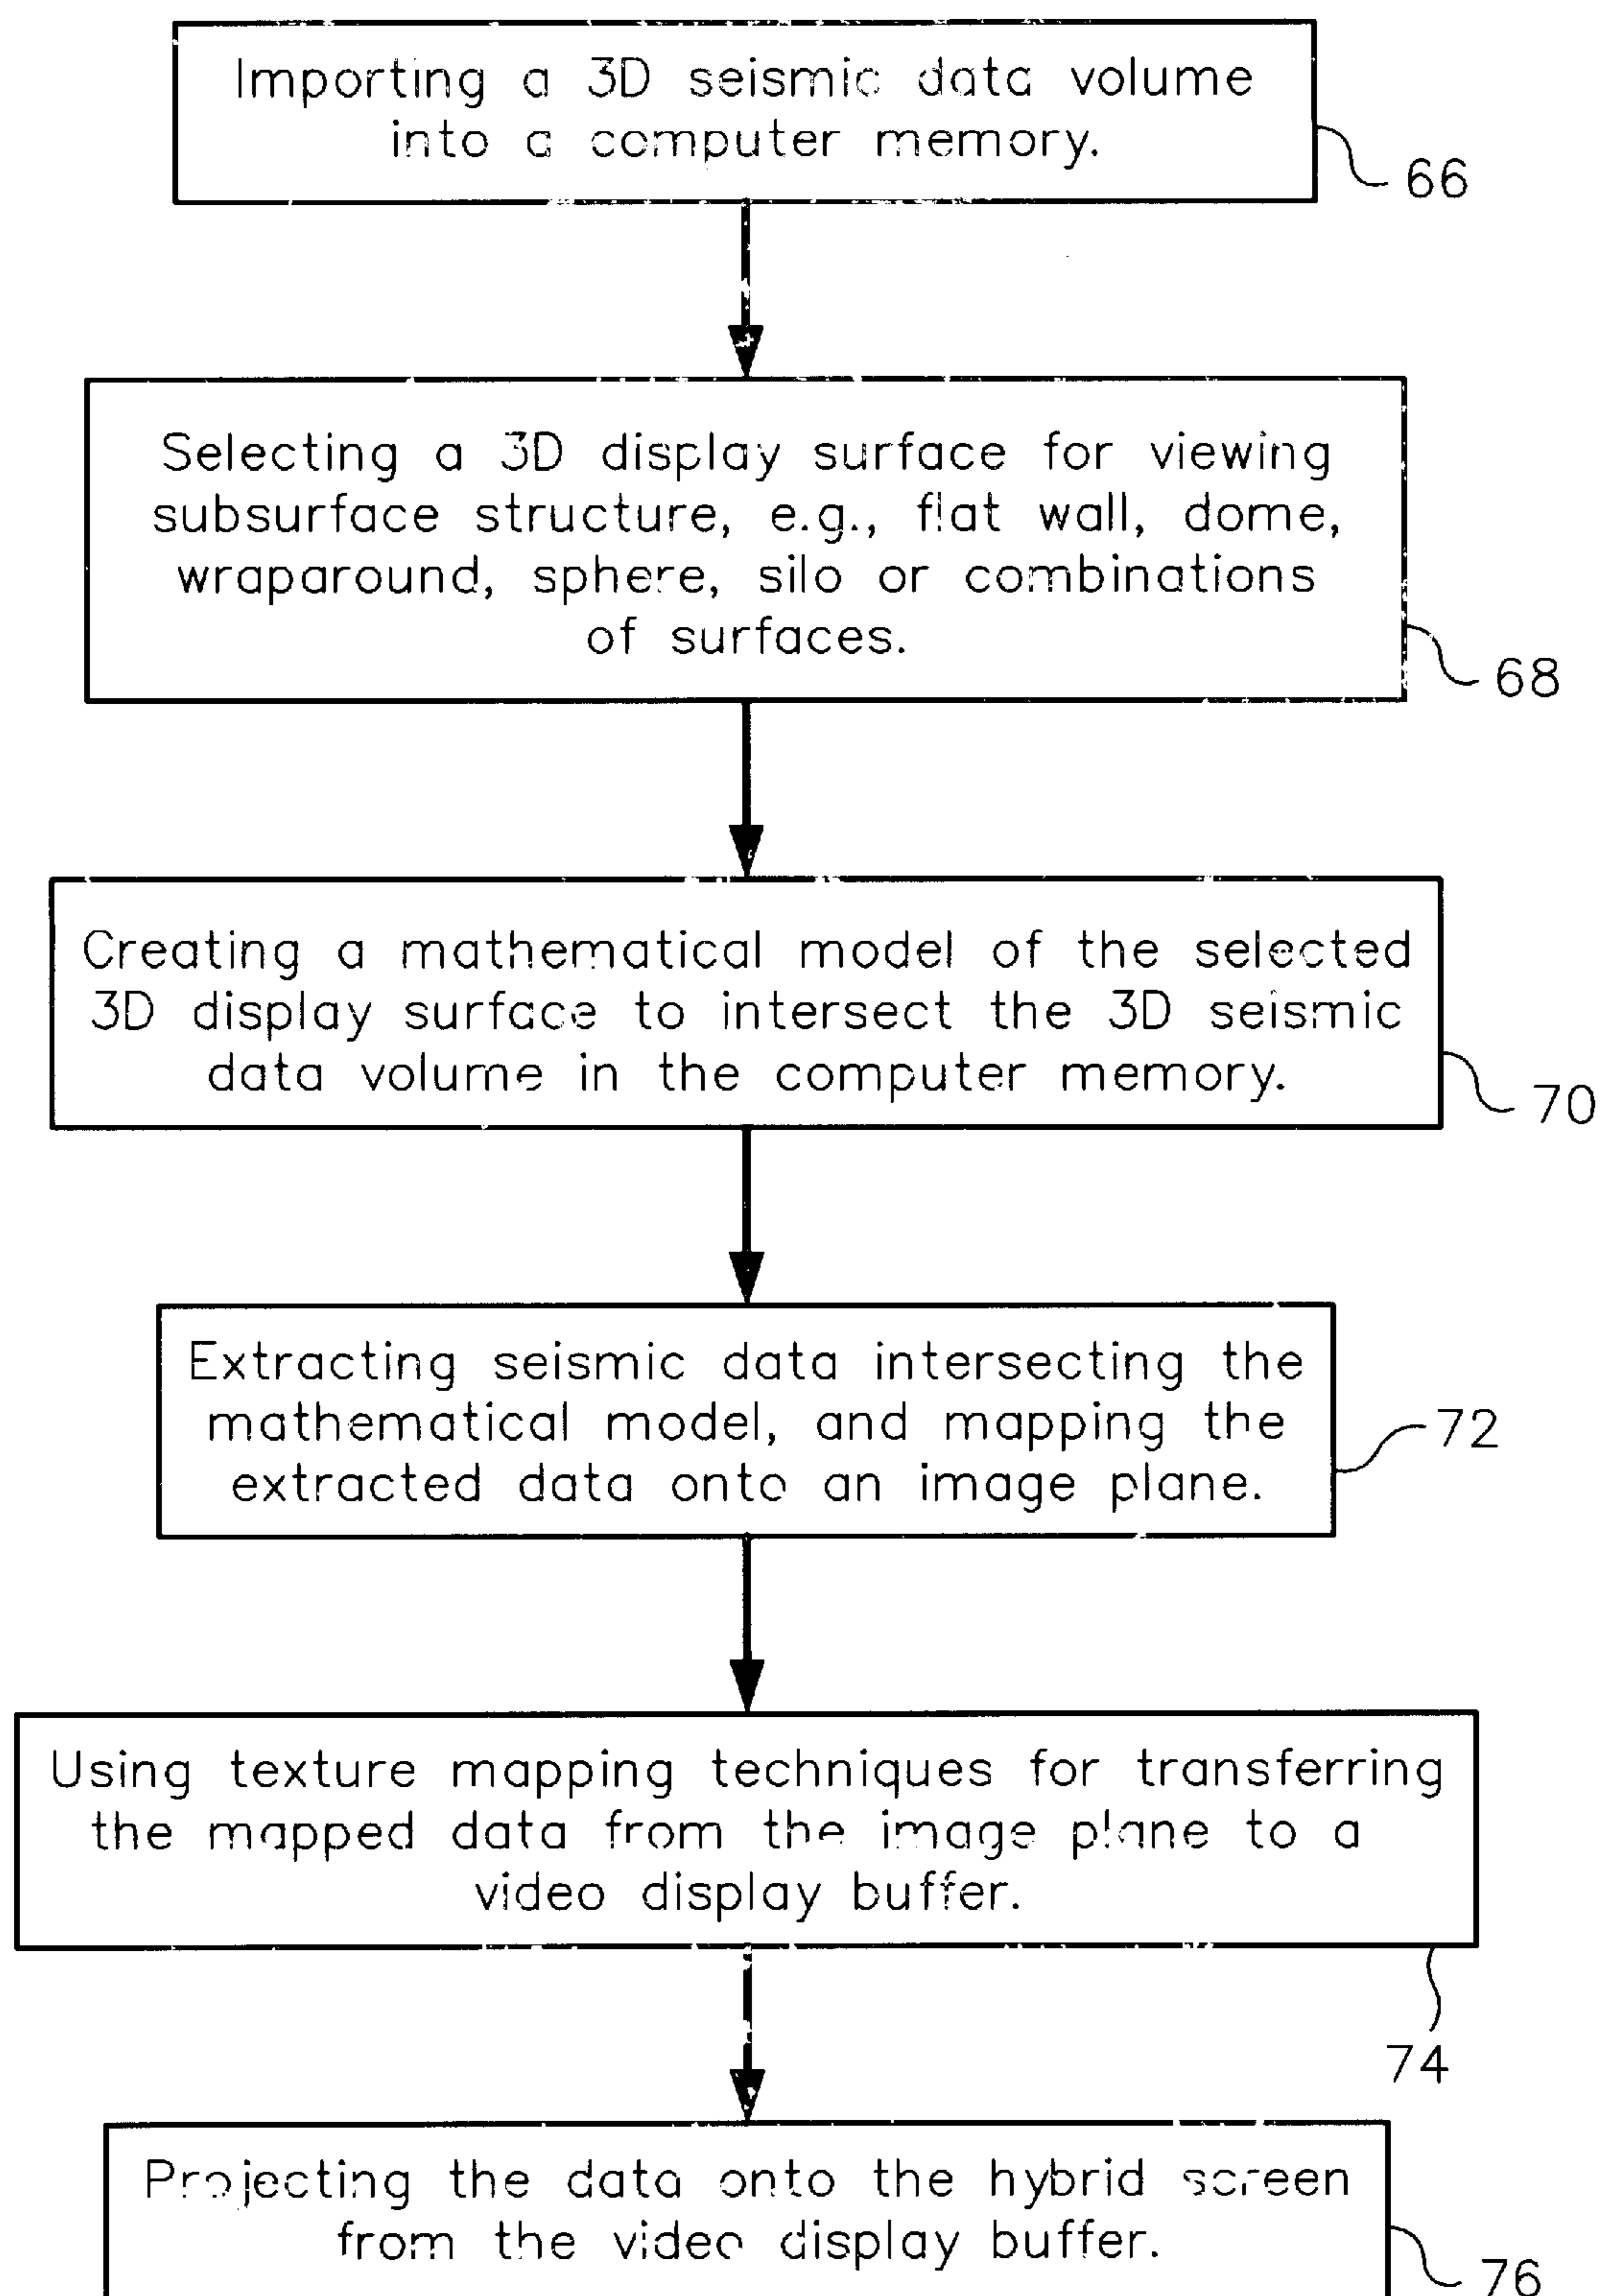 Importing a 3D seismic data volume
into a computer memory.
66
Selecting a 3D display surface for viewing
subsurface structure, e.g., flat wall, dome,
wraparound, sphere, silo or combinations
of surfaces.
68
Creating a mathematical model of the selected
3D display surface to intersect the 3D seismic
data volume in the computer memory.
70
Extracting seismic data intersecting the
mathematical model, and mapping the
extracted data onto an image plane.
72
Using texture mapping techniques for transferring
the mapped data from the image plane to a
video display buffer.
74
Projecting the data onto the hybrid screen
from the video display buffer.
76